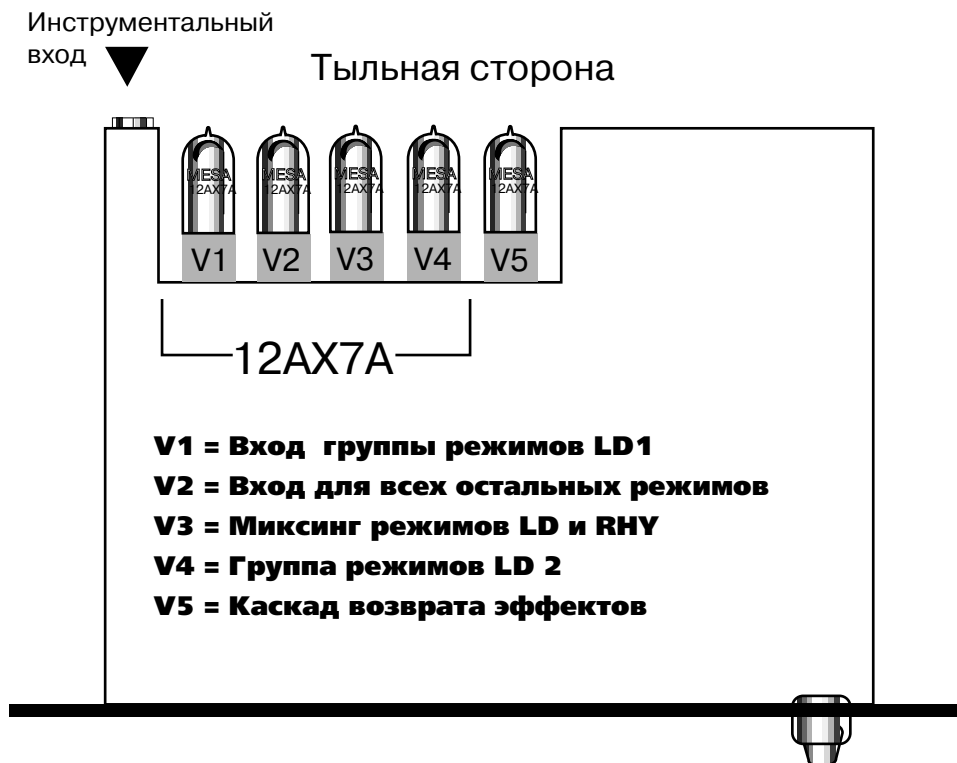 Инструментальный
вход
Тыльная сторона
MESA MESA MESA MESA MESA
12AX7A 12AX7A 12AX7A 12AX7A 12AX7A
V1 V2 V3 V4 V5
12AX7A
V1 = Вход группы режимов LD1
V2 = Вход для всех остальных режимов
V3 = Миксинг режимов LD и RHY
V4 = Группа режимов LD 2
V5 = Каскад возврата эффектов